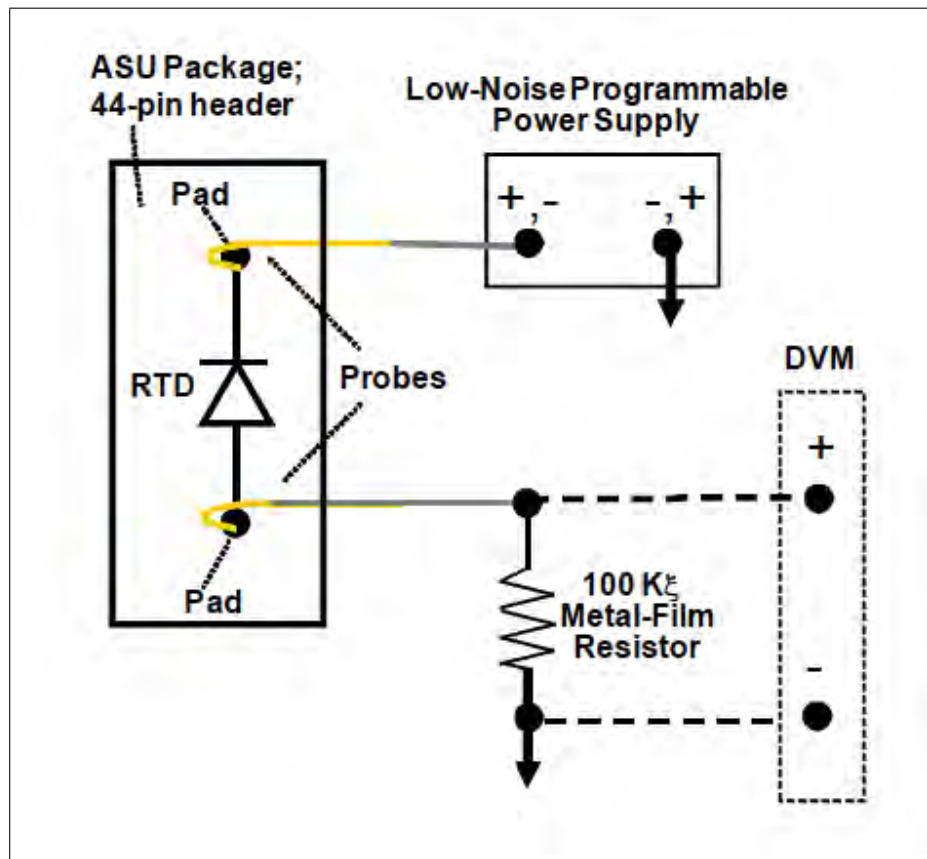 ASU Package;
44-pin header
Low-Noise Programmable
Power Supply
Pad
+,-
-,+
RTD
Probes
DVM
+
100 Kξ
Metal-Film
Resistor
-
Pad